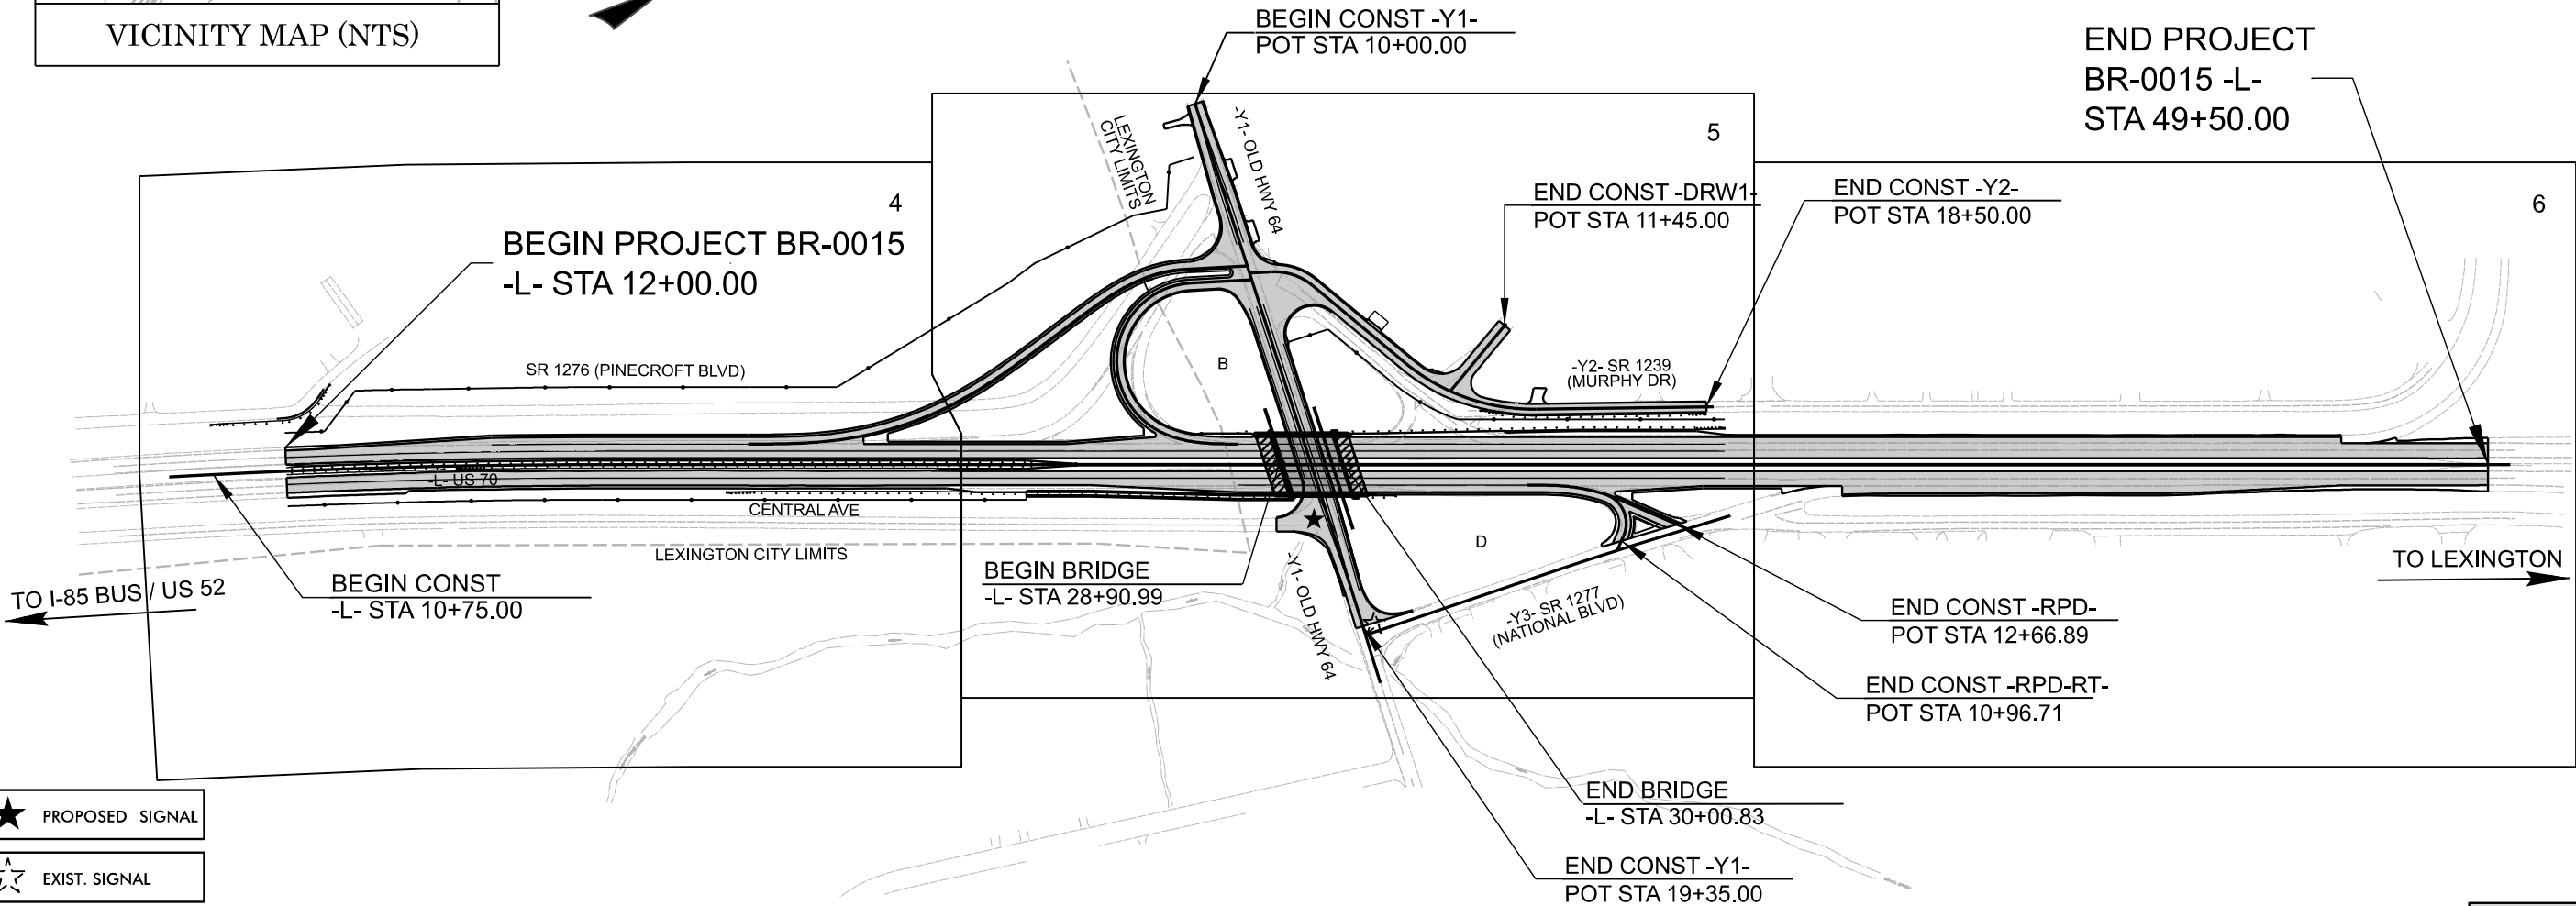 VICINITY MAP (NTS)
BEGIN CONST -Y1-
POT STA 10+00.00
END PROJECT
BR-0015 -L-
STA 49+50.00
4
5
6
BEGIN PROJECT BR-0015
-L- STA 12+00.00
LEXINGTON
CITY LIMITS
-Y1- OLD HWY 64
END CONST -DRW1-
POT STA 11+45.00
END CONST -Y2-
POT STA 18+50.00
SR 1276 (PINECROFT BLVD)
B
-Y2- SR 1239
(MURPHY DR)
-L- US 70
CENTRAL AVE
LEXINGTON CITY LIMITS
D
TO I-85 BUS / US 52
BEGIN CONST
-L- STA 10+75.00
BEGIN BRIDGE
-L- STA 28+90.99
-Y1- OLD HWY 64
-Y3- SR 1277
(NATIONAL BLVD)
TO LEXINGTON
END CONST -RPD-
POT STA 12+66.89
END CONST -RPD-RT-
POT STA 10+96.71
END BRIDGE
-L- STA 30+00.83
END CONST -Y1-
POT STA 19+35.00
PROPOSED SIGNAL
EXIST. SIGNAL